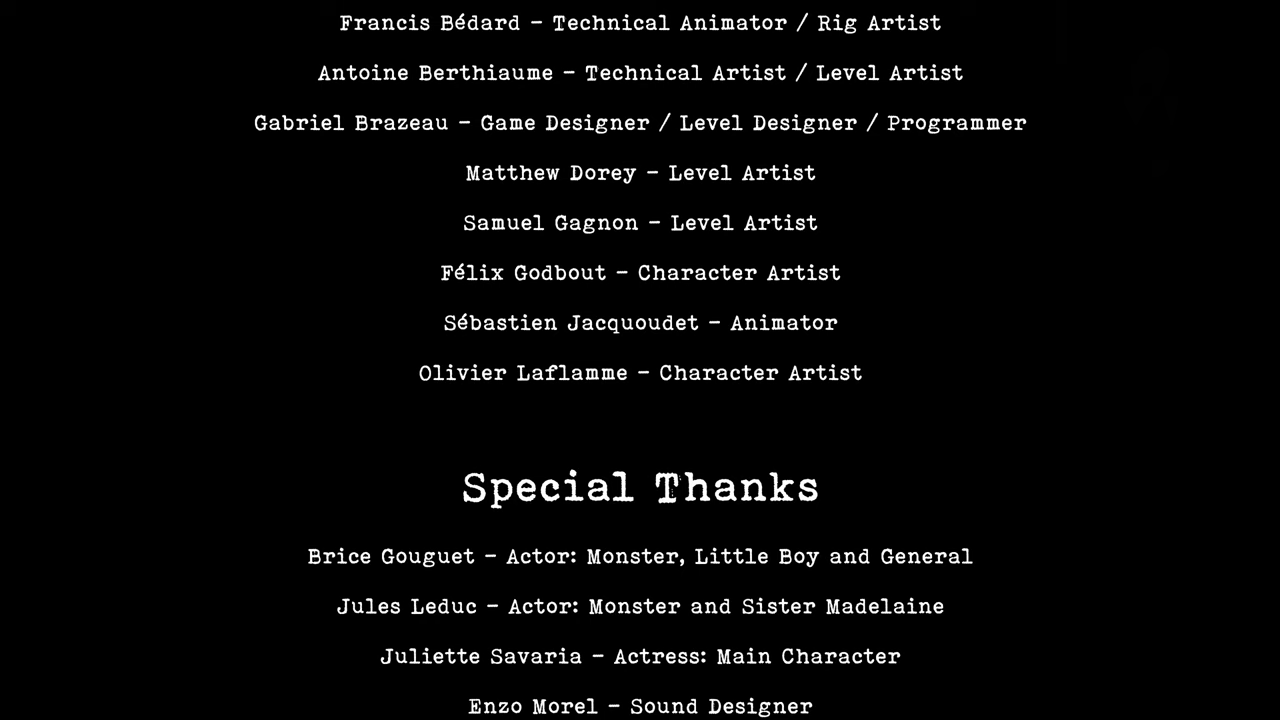 Francis Bédard - Technical Animator / Rig Artist
Antoine Berthiaume - Technical Artist / Level Artist
Gabriel Brazeau - Game Designer / Level Designer / Programmer
Matthew Dorey - Level Artist
Samuel Gagnon - Level Artist
Félix Godbout - Character Artist
Sébastien Jacquoudet - Animator
Olivier Laflamme - Character Artist
Special Thanks
Brice Gouguet - Actor: Monster, Little Boy and General
Jules Leduc - Actor: Monster and Sister Madelaine
Juliette Savaria - Actress: Main Character
Enzo Morel - Sound Designer